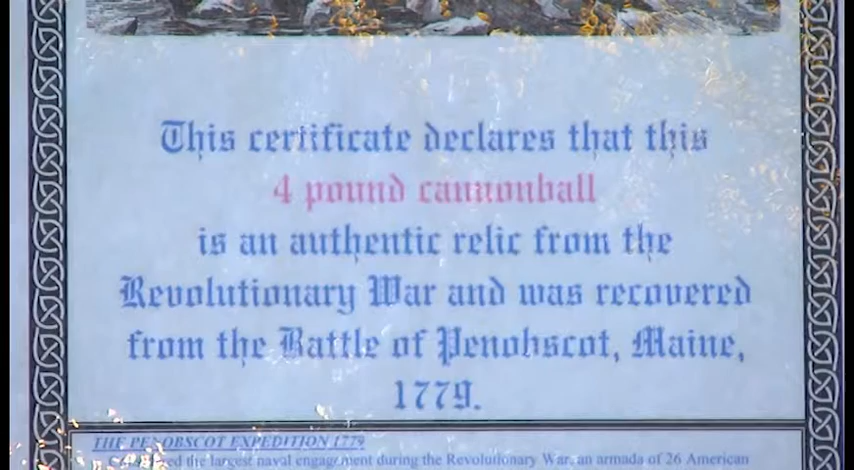 This certificate declares that this
4 pound cannonball
is an authentic relic from the
Revolutionary War and was recovered
from the Battle of Penobscot, Maine,
1779.
THE PENOBSCOT EXPEDITION 1779
the largest naval engagement during the Revolutionary War, an armada of 26 American